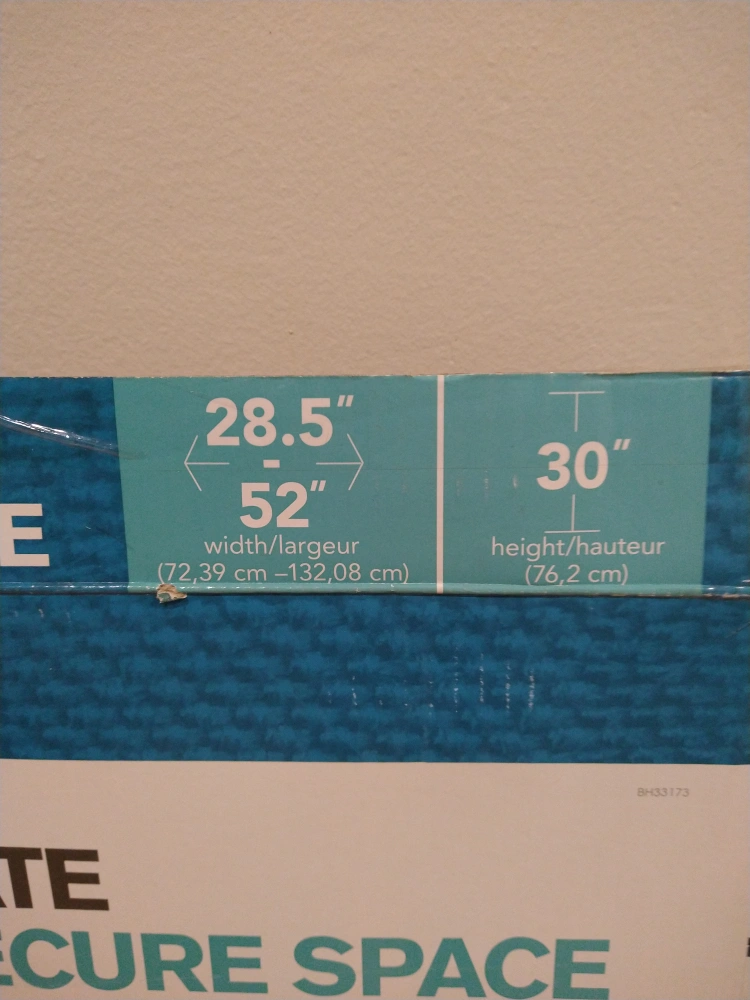 28.5"
-
52"
width/largeur
(72,39 cm –132,08 cm)
30"
height/hauteur
(76,2 cm)
E
BH33173
ATE
ECURE SPACE